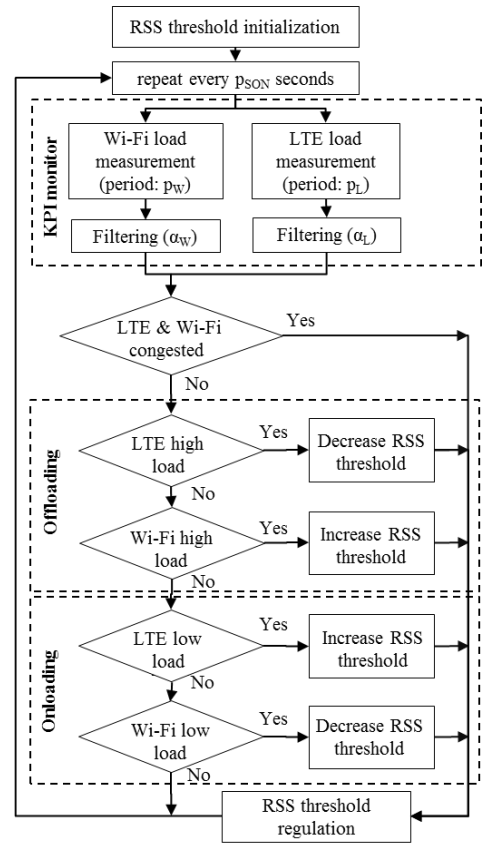 RSS threshold initialization
repeat every pSON seconds
KPI monitor
Wi-Fi load
measurement
(period: pW)
LTE load
measurement
(period: pL)
Filtering (αW)
Filtering (αL)
LTE & Wi-Fi
congested
Yes
No
Offloading
LTE high
load
Yes
Decrease RSS
threshold
No
Wi-Fi high
load
Yes
Increase RSS
threshold
No
Onloading
LTE low
load
Yes
Increase RSS
threshold
No
Wi-Fi low
load
Yes
Decrease RSS
threshold
No
RSS threshold
regulation